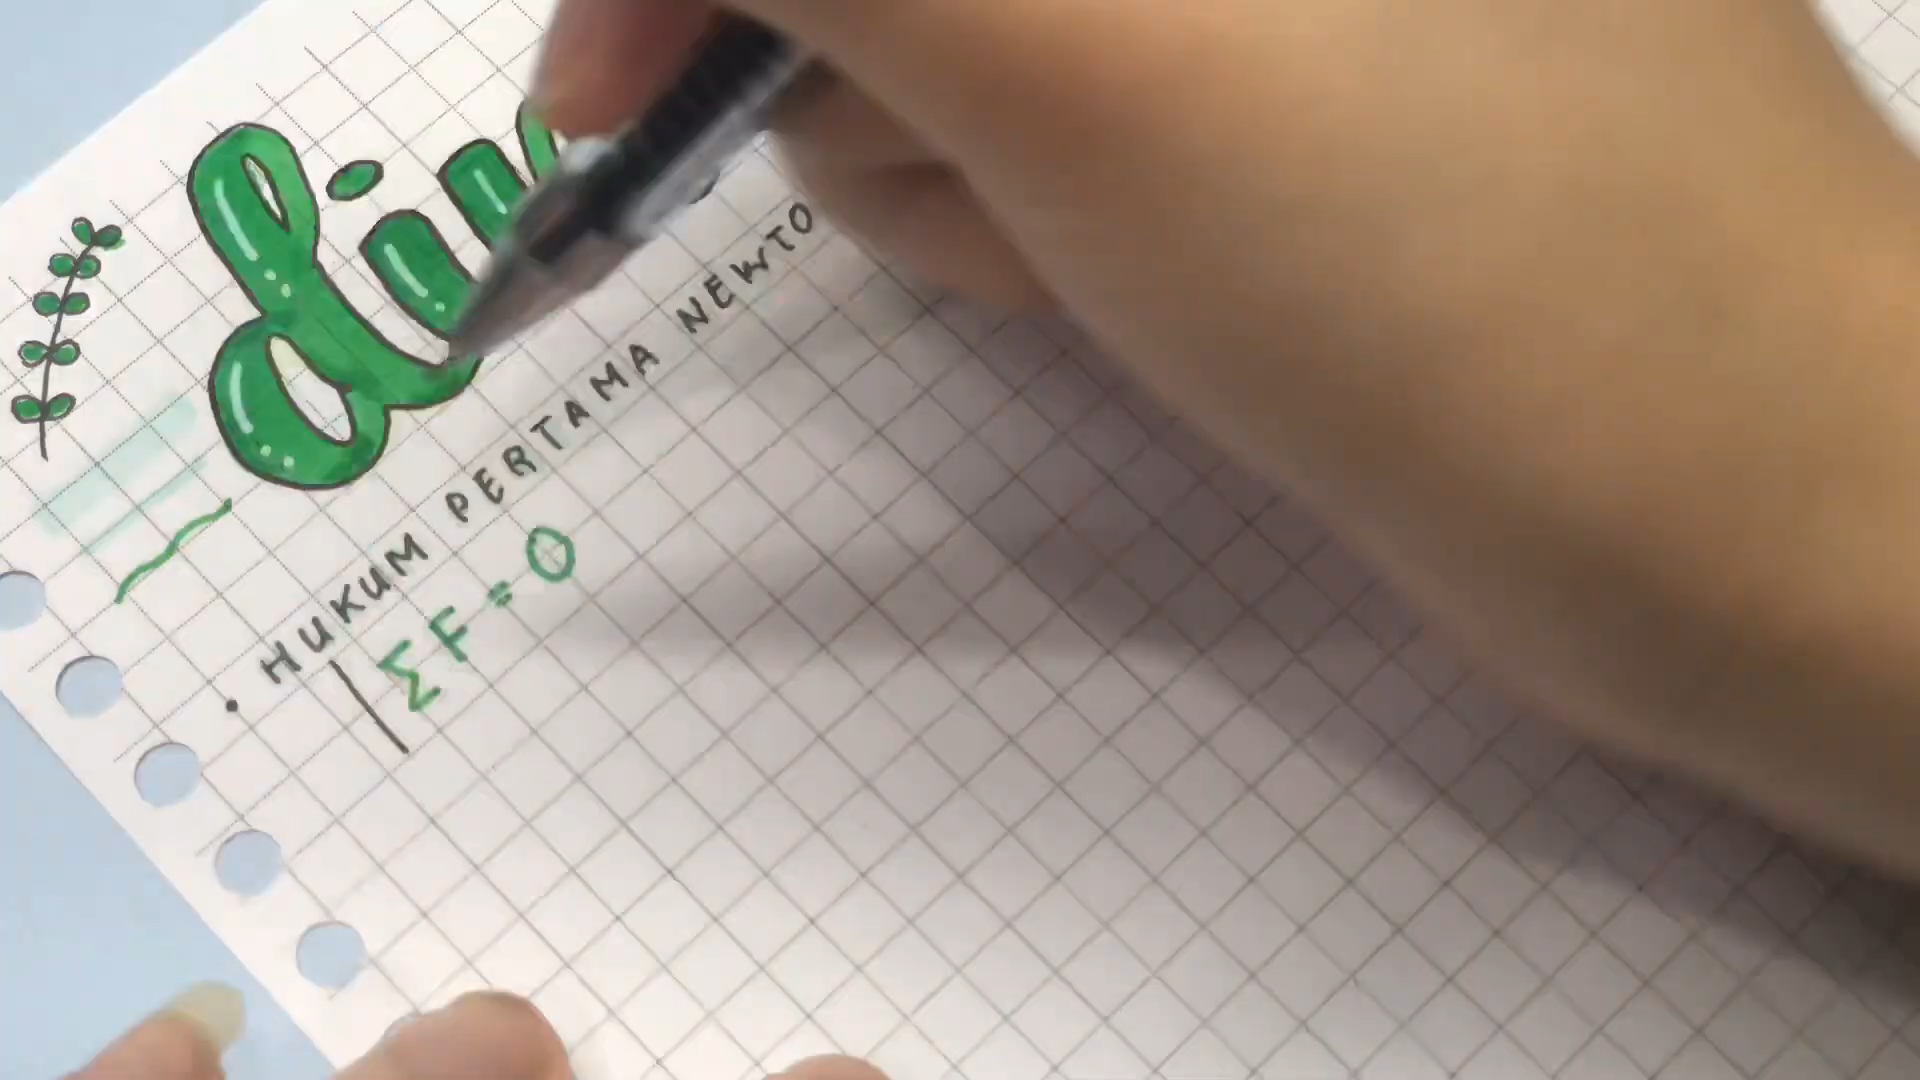 HUKUM PERTAMA NEWTO
ΣF = 0